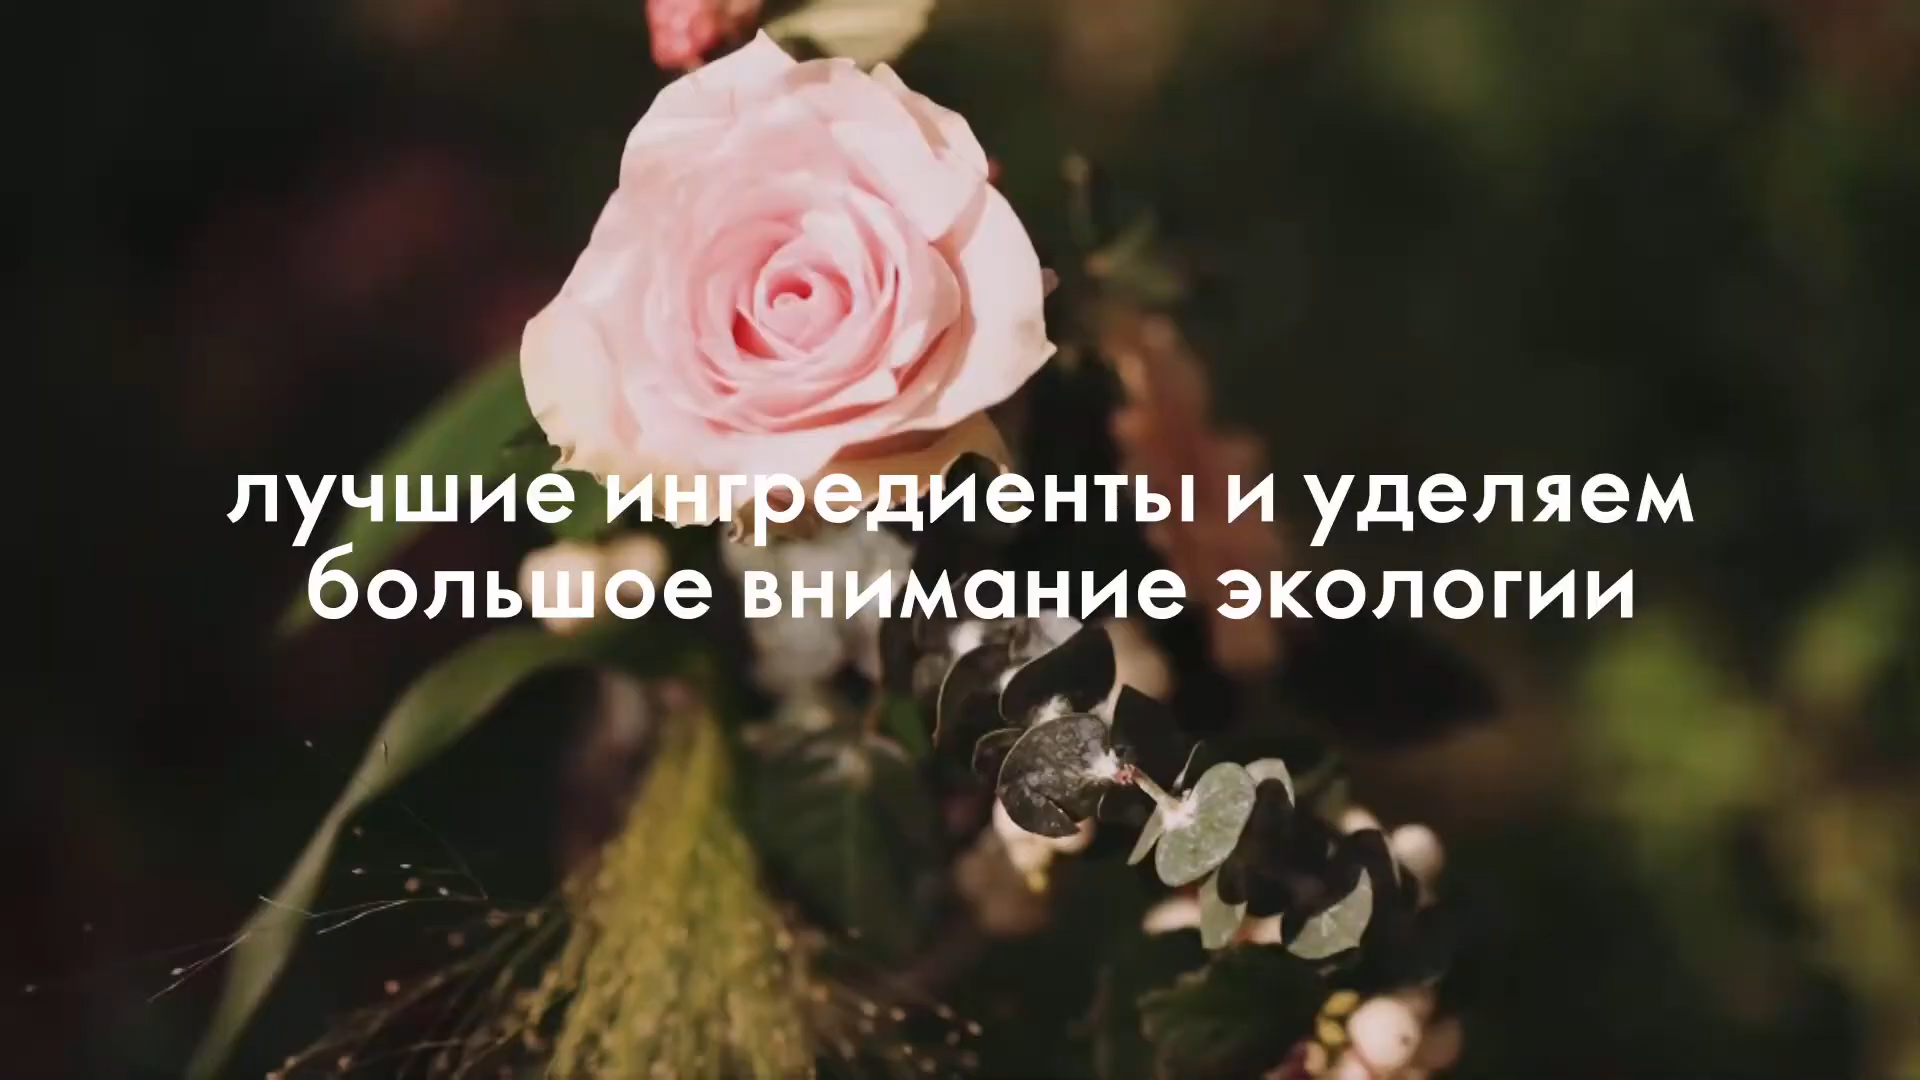 лучшие ингредиенты и уделяем
большое внимание экологии